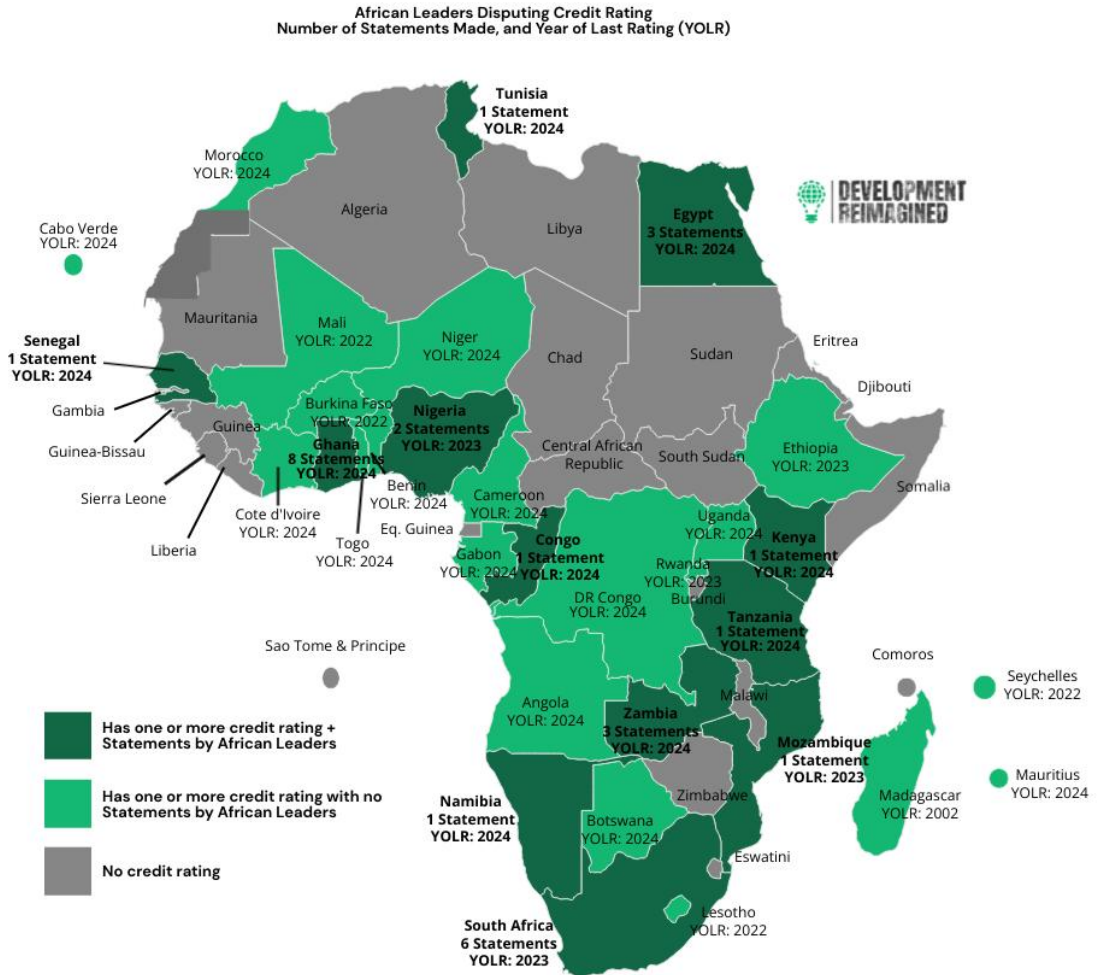 African Leaders Disputing Credit Rating
Number of Statements Made, and Year of Last Rating (YOLR)
Tunisia
1 Statement
YOLR: 2024
Morocco
YOLR: 2024
Algeria
Libya
Egypt
3 Statements
YOLR: 2024
DEVELOPMENT
REIMAGINED
Cabo Verde
YOLR: 2024
Mauritania
Mali
YOLR: 2022
Niger
YOLR: 2024
Chad
Sudan
Eritrea
Djibouti
Senegal
1 Statement
YOLR: 2024
Gambia
Guinea-Bissau
Guinea
Sierra Leone
Liberia
Burkina Faso
YOLR: 2022
Ghana
8 Statements
YOLR: 2024
Nigeria
2 Statements
YOLR: 2023
Cote d'Ivoire
YOLR: 2024
Togo
YOLR: 2024
Benin
YOLR: 2024
Central African
Republic
South Sudan
Ethiopia
YOLR: 2023
Somalia
Cameroon
YOLR: 2024
Eq. Guinea
Gabon
YOLR: 2024
Congo
1 Statement
YOLR: 2024
Uganda
YOLR: 2024
Kenya
1 Statement
YOLR: 2024
Rwanda
YOLR: 2023
Burundi
DR Congo
YOLR: 2024
Tanzania
1 Statement
YOLR: 2024
Sao Tome & Principe
Comoros
Seychelles
YOLR: 2022
Angola
YOLR: 2024
Zambia
3 Statements
YOLR: 2024
Malawi
Mozambique
1 Statement
YOLR: 2023
Mauritius
YOLR: 2024
Madagascar
YOLR: 2002
Zimbabwe
Namibia
1 Statement
YOLR: 2024
Botswana
YOLR: 2024
Eswatini
Lesotho
YOLR: 2022
South Africa
6 Statements
YOLR: 2023
Has one or more credit rating +
Statements by African Leaders
Has one or more credit rating with no
Statements by African Leaders
No credit rating